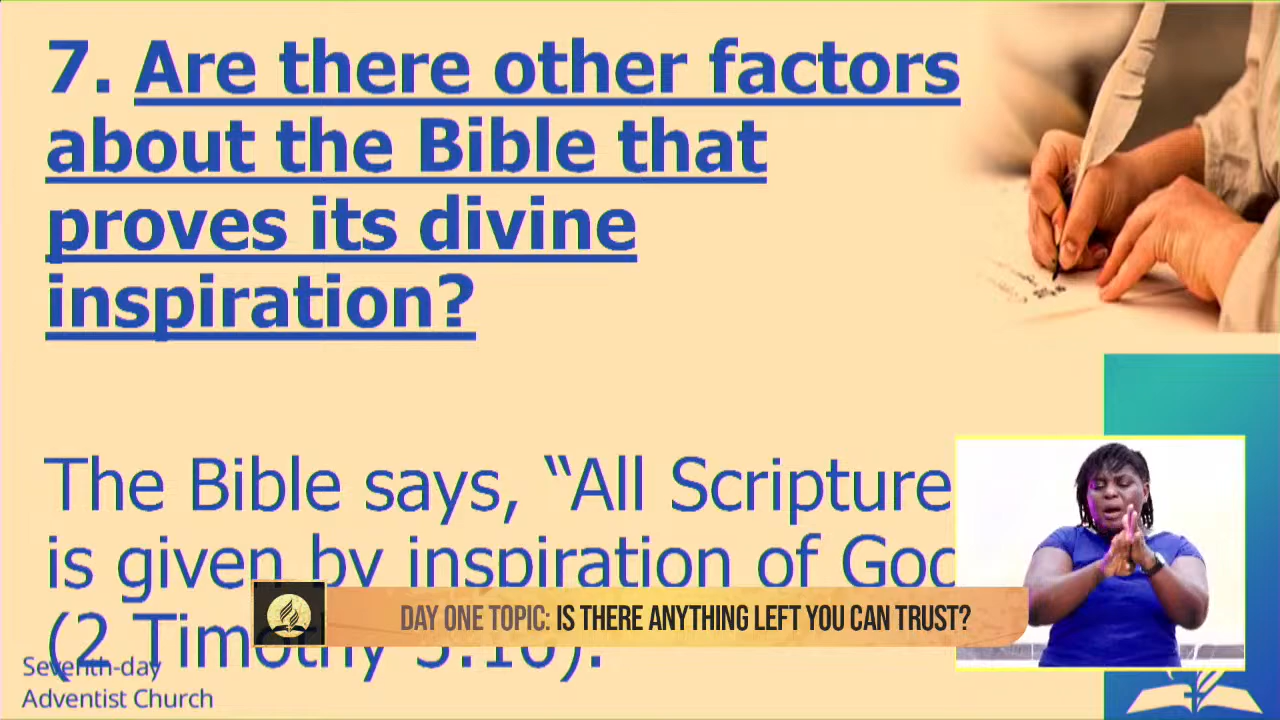 7. Are there other factors
about the Bible that
proves its divine
inspiration?
The Bible says, “All Scripture
is given by inspiration of God
(2 Timothy 3:16).
DAY ONE TOPIC: IS THERE ANYTHING LEFT YOU CAN TRUST?
Seventh-day
Adventist Church